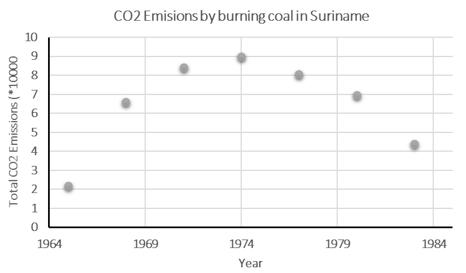 CO2 Emisions by burning coal in Suriname
Total CO2 Emissions (*10000
10
9
8
7
6
5
4
3
2
1
0
1964 1969 1974 1979 1984
Year